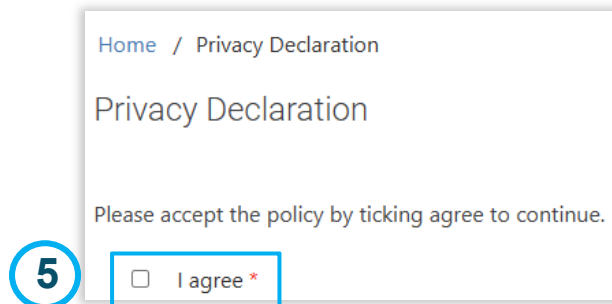 Home / Privacy Declaration
Privacy Declaration
Please accept the policy by ticking agree to continue.
5
I agree *